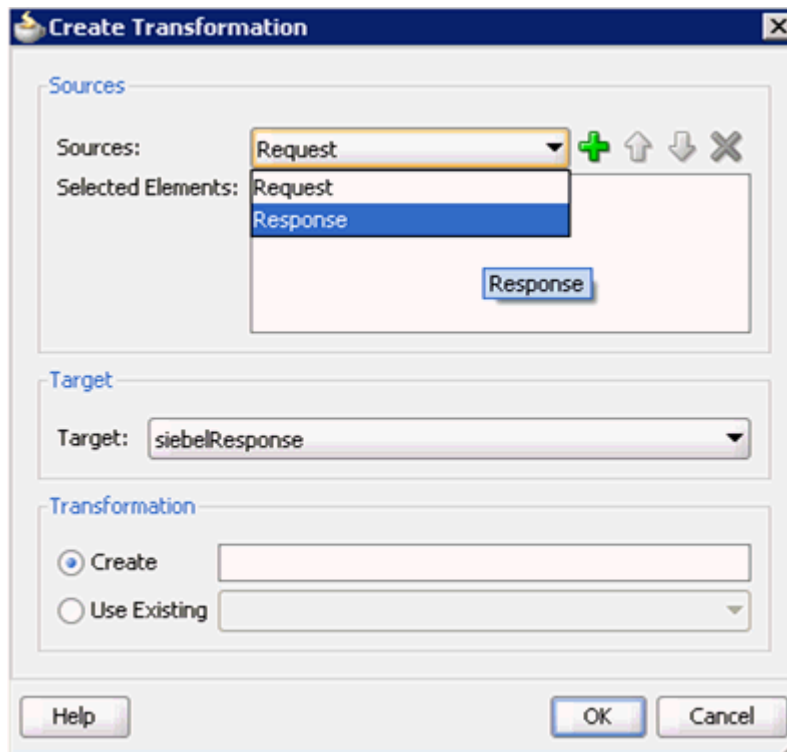 Create Transformation
Sources
Sources: Request
Selected Elements: Request
Response
Response
Target
Target: siebelResponse
Transformation
Create
Use Existing
Help OK Cancel